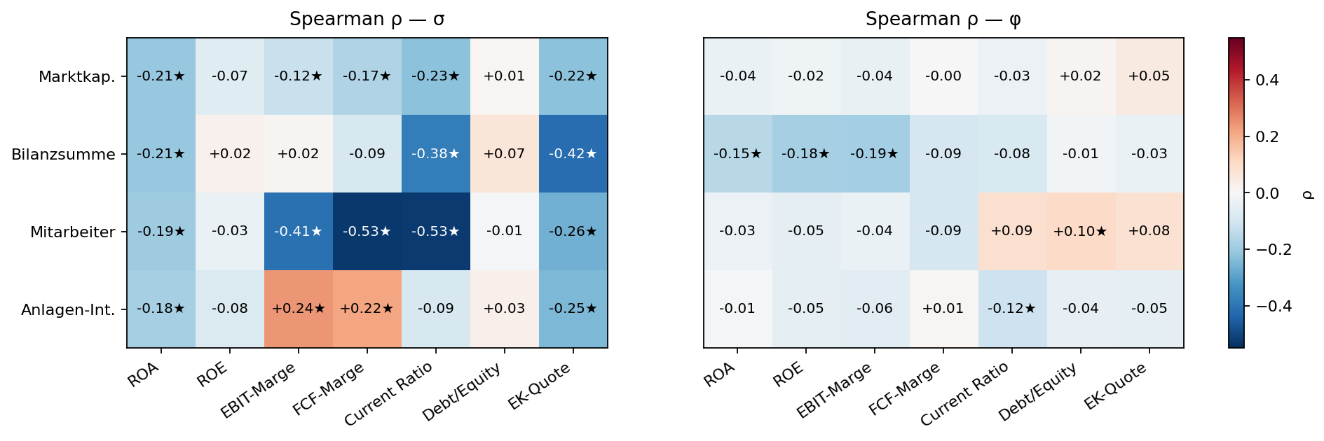 Spearman ρ — σ
Marktkap. -0.21★ -0.07 -0.12★ -0.17★ -0.23★ +0.01 -0.22★
Bilanzsumme -0.21★ +0.02 +0.02 -0.09 -0.38★ +0.07 -0.42★
Mitarbeiter -0.19★ -0.03 -0.41★ -0.53★ -0.53★ -0.01 -0.26★
Anlagen-Int. -0.18★ -0.08 +0.24★ +0.22★ -0.09 +0.03 -0.25★
ROA ROE EBIT-Marge FCF-Marge Current Ratio Debt/Equity EK-Quote
Spearman ρ — φ
-0.04 -0.02 -0.04 -0.00 -0.03 +0.02 +0.05
-0.15★ -0.18★ -0.19★ -0.09 -0.08 -0.01 -0.03
-0.03 -0.05 -0.04 -0.09 +0.09 +0.10★ +0.08
-0.01 -0.05 -0.06 +0.01 -0.12★ -0.04 -0.05
ROA ROE EBIT-Marge FCF-Marge Current Ratio Debt/Equity EK-Quote
0.4
0.2
0.0
−0.2
−0.4
ρ